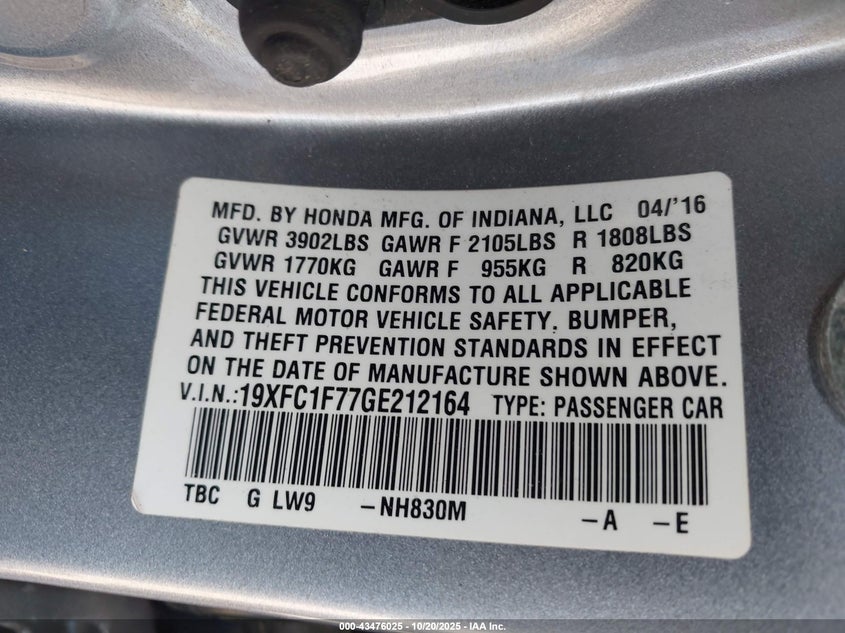 MFD. BY HONDA MFG. OF INDIANA, LLC 04/'16
GVWR 3902LBS GAWR F 2105LBS R 1808LBS
GVWR 1770KG GAWR F 955KG R 820KG
THIS VEHICLE CONFORMS TO ALL APPLICABLE
FEDERAL MOTOR VEHICLE SAFETY, BUMPER,
AND THEFT PREVENTION STANDARDS IN EFFECT
ON THE DATE OF MANUFACTURE SHOWN ABOVE.
V.I.N.:19XFC1F77GE212164 TYPE: PASSENGER CAR
TBC G LW9 -NH830M -A -E
000-43476025 - 10/20/2025 - IAA Inc.